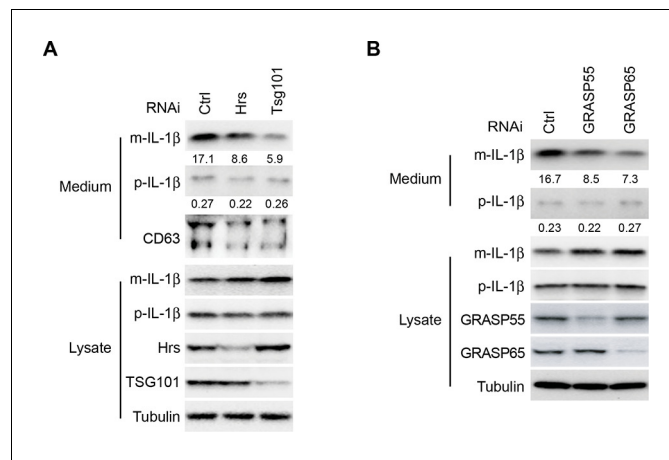 A
RNAi
Ctrl
Hrs
Tsg101
Medium
m-IL-1β
17.1 8.6 5.9
p-IL-1β
0.27 0.22 0.26
CD63
Lysate
m-IL-1β
p-IL-1β
Hrs
TSG101
Tubulin
B
RNAi
Ctrl
GRASP55
GRASP65
Medium
m-IL-1β
16.7 8.5 7.3
p-IL-1β
0.23 0.22 0.27
Lysate
m-IL-1β
p-IL-1β
GRASP55
GRASP65
Tubulin